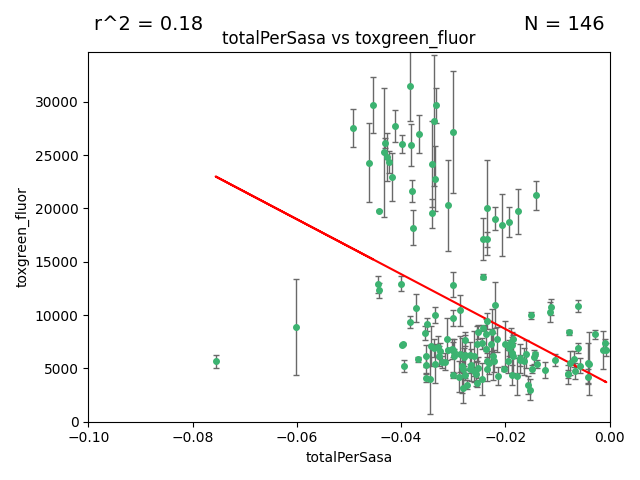 r^2 = 0.18
N = 146
totalPerSasa vs toxgreen_fluor
30000
25000
20000
15000
10000
5000
0
toxgreen_fluor
−0.10
−0.08
−0.06
−0.04
−0.02
0.00
totalPerSasa